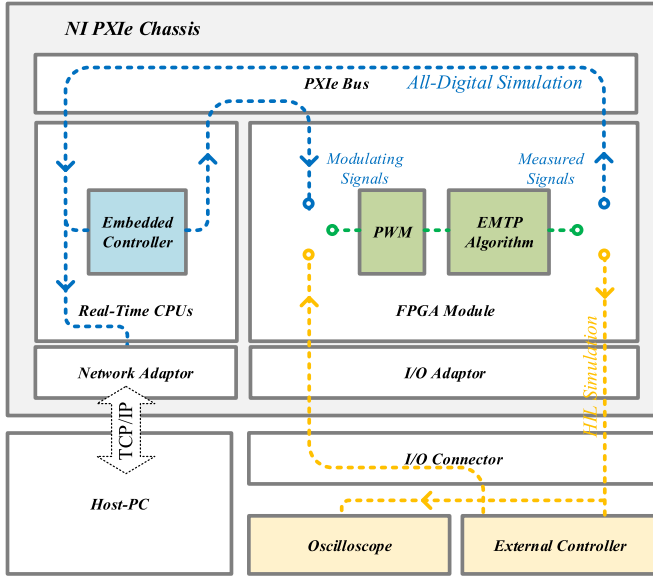 NI PXIe Chassis
PXIe Bus
All-Digital Simulation
Modulating
Signals
Measured
Signals
Embedded
Controller
PWM
EMTP
Algorithm
Real-Time CPUs
FPGA Module
HIL Simulation
Network Adaptor
I/O Adaptor
TCP/IP
I/O Connector
Host-PC
Oscilloscope
External Controller